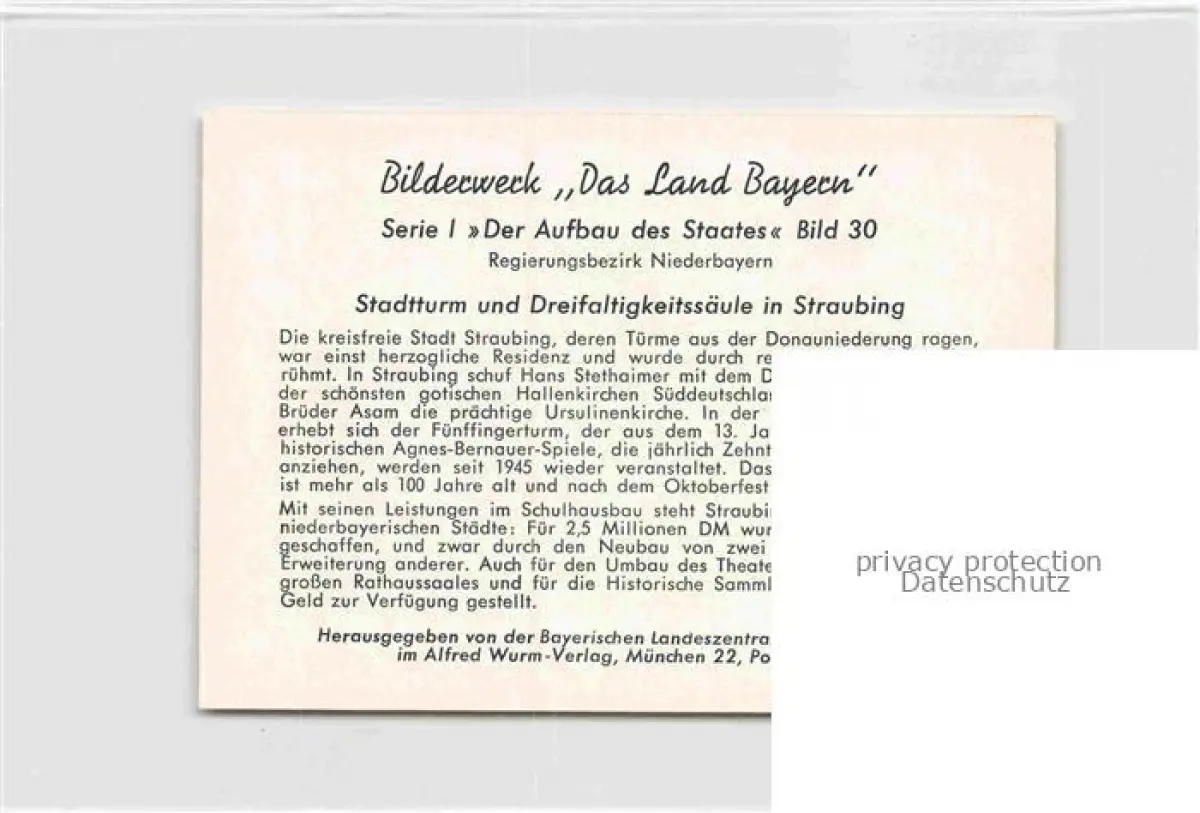 Bilderwerk „Das Land Bayern“
Serie I »Der Aufbau des Staates« Bild 30
Regierungsbezirk Niederbayern
Stadtturm und Dreifaltigkeitssäule in Straubing
Die kreisfreie Stadt Straubing, deren Türme aus der Donauniederung ragen,
war einst herzogliche Residenz und wurde durch
rühmt. In Straubing schuf Hans Stethaimer mit dem
der schönsten gotischen Hallenkirchen
Brüder Asam die prächtige Ursulinenkirche. In der
erhebt sich der Fünffingerturm, der aus dem 13.
historischen Agnes-Bernauer-Spiele, die jährlich
anziehen, werden seit 1945 wieder veranstaltet. Das
ist mehr als 100 Jahre alt und nach dem Oktoberfest
Mit seinen Leistungen im Schulhausbau steht
niederbayerischen Städte: Für 2,5 Millionen DM
geschaffen, und zwar durch den Neubau von zwei
Erweiterung anderer. Auch für den Umbau des
großen Rathaussaales und für die Historische
Geld zur Verfügung gestellt.
Herausgegeben von der Bayerischen
im Alfred Wurm-Verlag, München 22,
privacy protection
Datenschutz